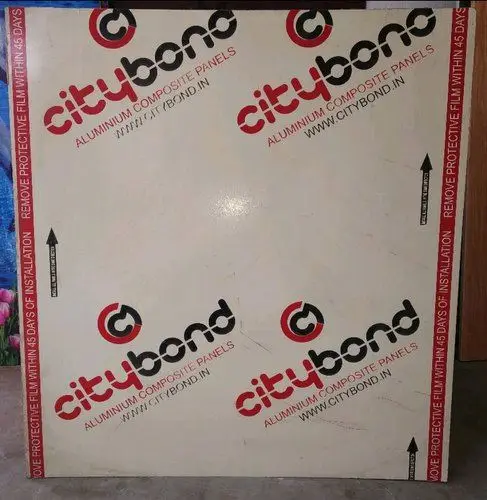 citybond
ALUMINIUM COMPOSITE PANELS
WWW.CITYBOND.IN
citybond
ALUMINIUM COMPOSITE PANELS
WWW.CITYBOND.IN
citybond
ALUMINIUM COMPOSITE PANELS
WWW.CITYBOND.IN
citybond
ALUMINIUM COMPOSITE PANELS
WWW.CITYBOND.IN
MOVE PROTECTIVE FILM WITHIN 45 DAYS OF INSTALLATION REMOVE PROTECTIVE FILM WITHIN 45 DAYS
MOVE PROTECTIVE FILM WITHIN 45 DAYS OF INSTALLATION REMOVE PROTECTIVE FILM WITHIN 45 DAYS